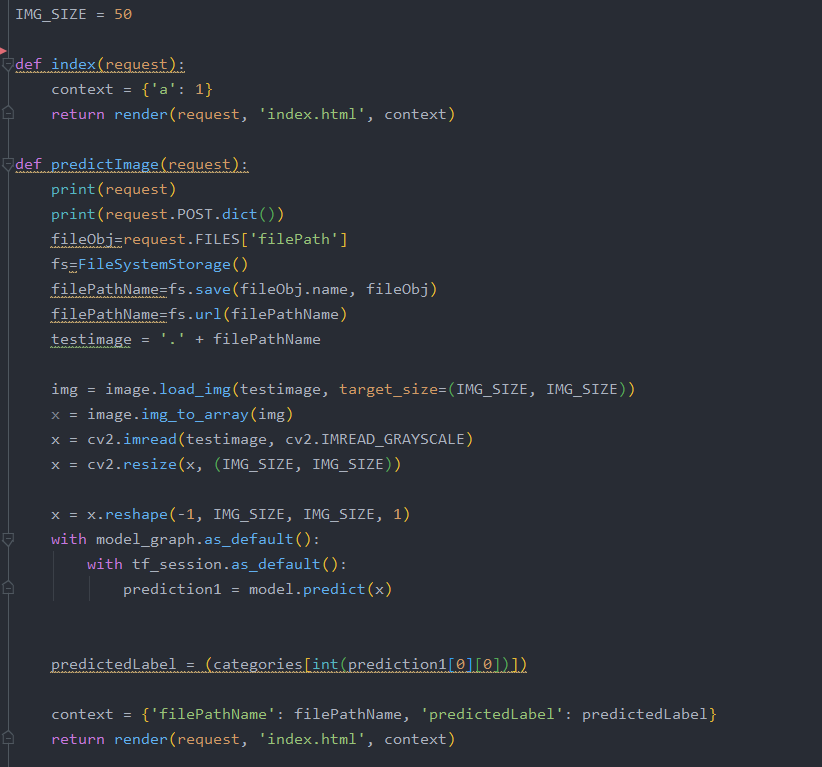 IMG_SIZE = 50
def index(request):
    context = {'a': 1}
    return render(request, 'index.html', context)
def predictImage(request):
    print(request)
    print(request.POST.dict())
    fileObj=request.FILES['filePath']
    fs=FileSystemStorage()
    filePathName=fs.save(fileObj.name, fileObj)
    filePathName=fs.url(filePathName)
    testimage = '.' + filePathName
    img = image.load_img(testimage, target_size=(IMG_SIZE, IMG_SIZE))
    x = image.img_to_array(img)
    x = cv2.imread(testimage, cv2.IMREAD_GRAYSCALE)
    x = cv2.resize(x, (IMG_SIZE, IMG_SIZE))
    x = x.reshape(-1, IMG_SIZE, IMG_SIZE, 1)
    with model_graph.as_default():
        with tf_session.as_default():
            prediction1 = model.predict(x)
    predictedLabel = (categories[int(prediction1[0][0])])
    context = {'filePathName': filePathName, 'predictedLabel': predictedLabel}
    return render(request, 'index.html', context)